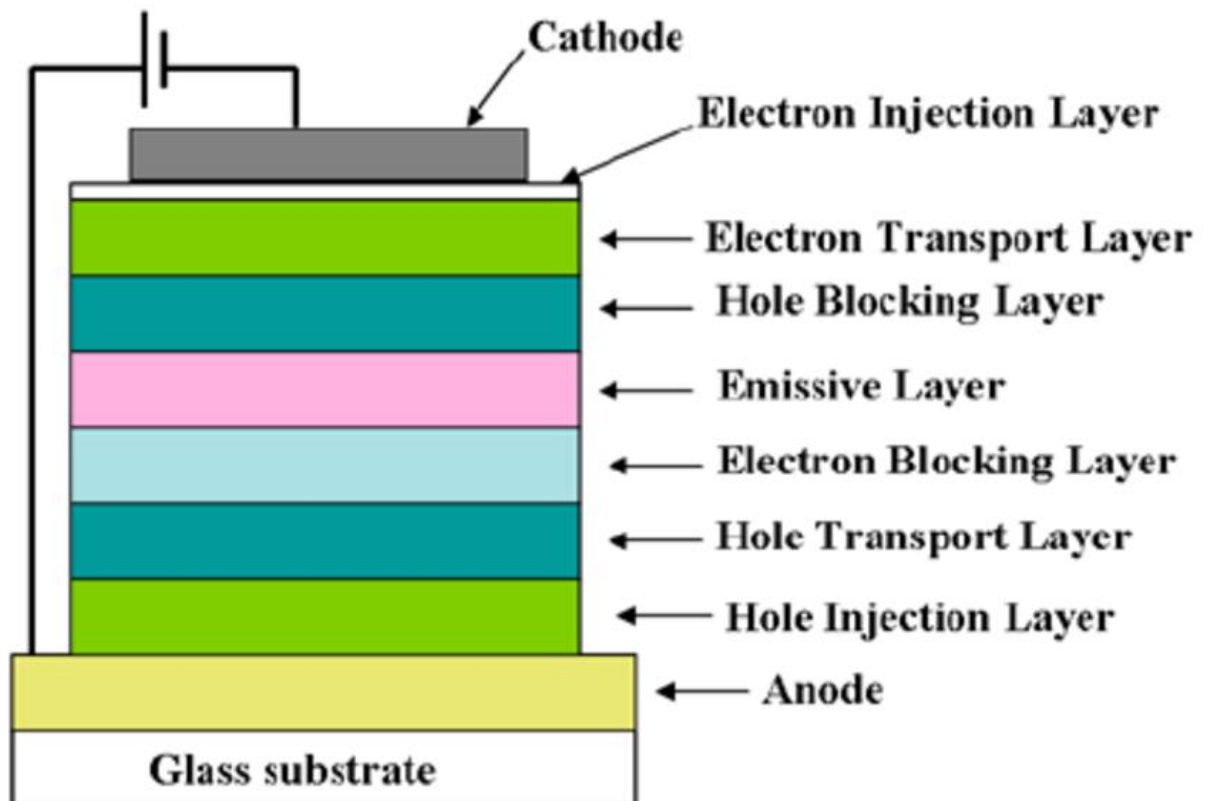 Cathode
Electron Injection Layer
Electron Transport Layer
Hole Blocking Layer
Emissive Layer
Electron Blocking Layer
Hole Transport Layer
Hole Injection Layer
Anode
Glass substrate